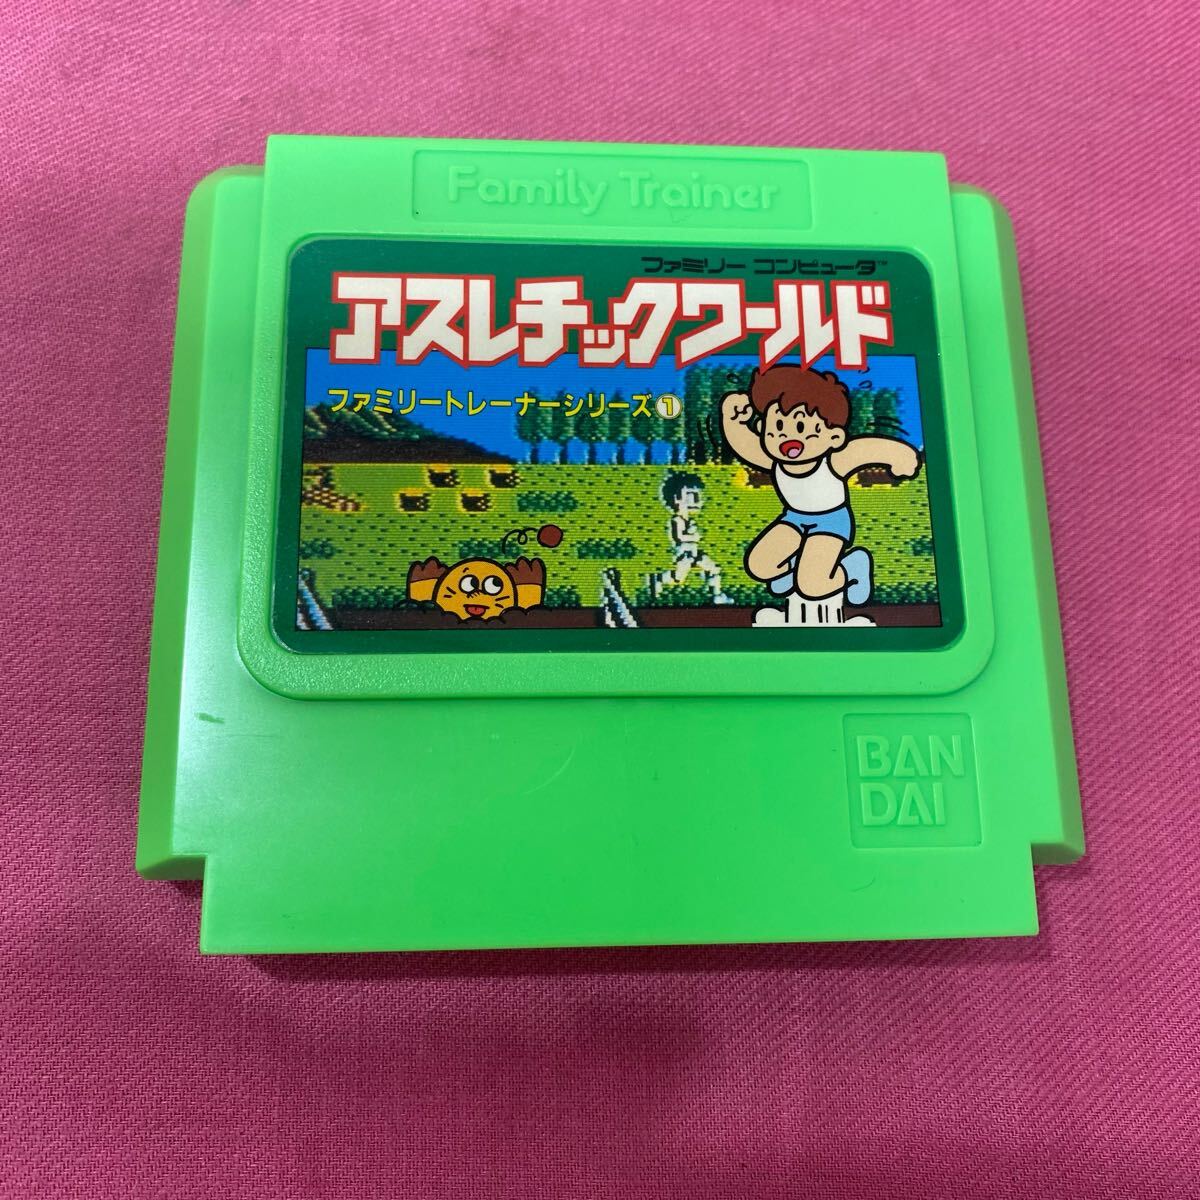 Family Trainer
ファミリー コンピュータ™
アスレチックワールド
ファミリートレーナーシリーズ①
BAN
DAI